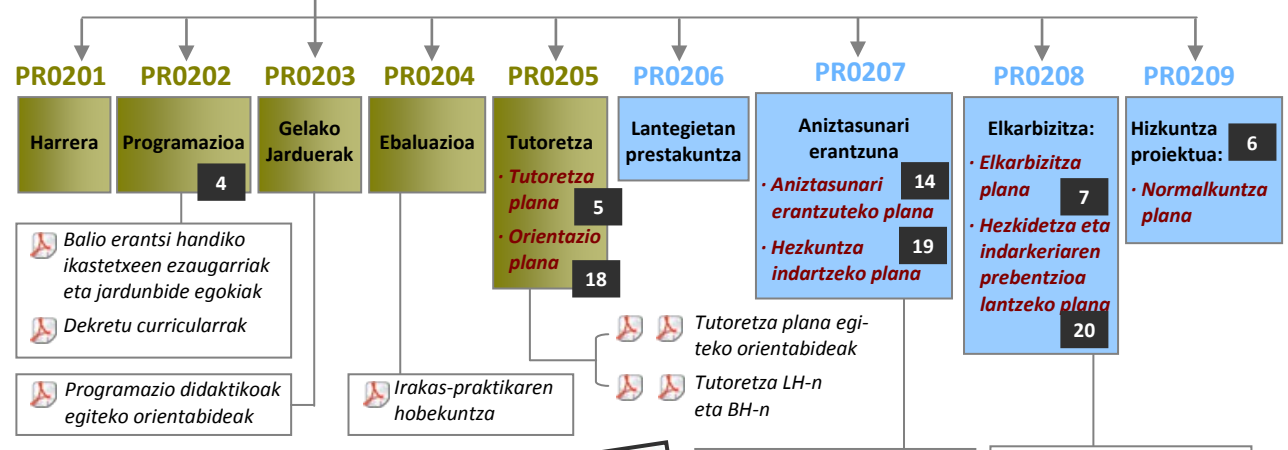 PR0201 PR0202 PR0203 PR0204 PR0205 PR0206 PR0207 PR0208 PR0209
Harrera
Programazioa
4
Gelako
Jarduerak
Ebaluazioa
Tutoretza
· Tutoretza
plana
5
· Orientazio
plana
18
Lantegietan
prestakuntza
Aniztasunari
erantzuna
· Aniztasunari 14
erantzuteko plana
· Hezkuntza 19
indartzeko plana
Elkarbizitza:
· Elkarbizitza
plana 7
· Hezkidetza eta
indarkeriaren
prebentzioa
lantzeko plana
20
Hizkuntza
proiektua: 6
· Normalkuntza
plana
Balio erantsi handiko
ikastetxeen ezaugarriak
eta jardunbide egokiak
Dekretu curricularrak
Programazio didaktikoak
egiteko orientabideak
Irakas-praktikaren
hobekuntza
Tutoretza plana egi-
teko orientabideak
Tutoretza LH-n
eta BH-n